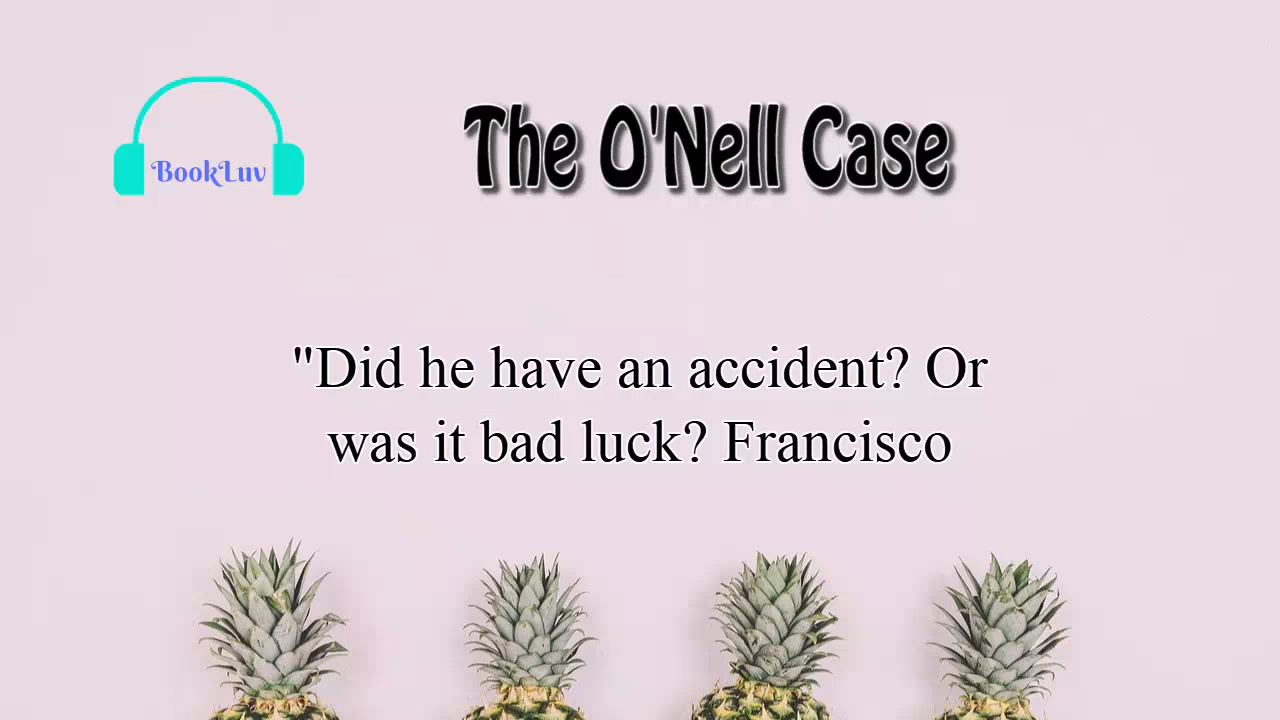 BookLuv
The O'Nell Case
"Did he have an accident? Or
was it bad luck? Francisco